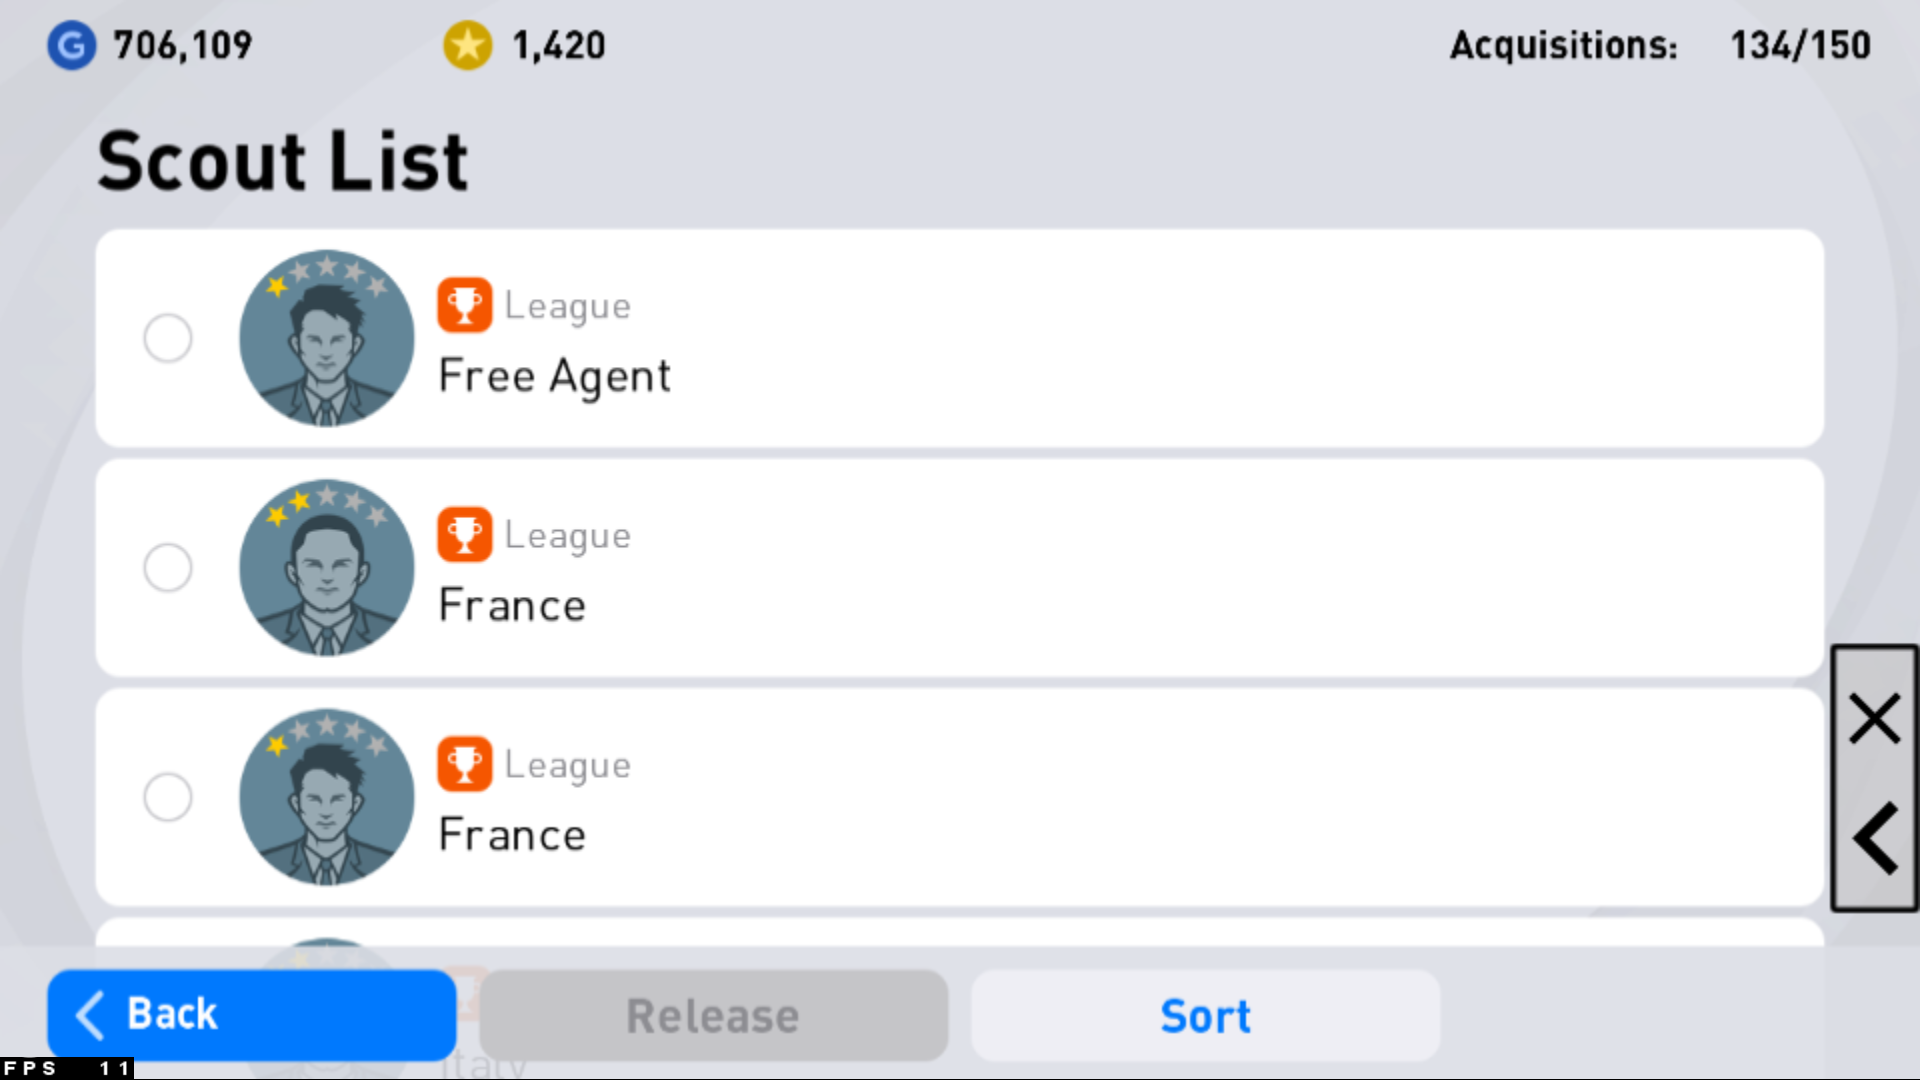 G 706,109 1,420 Acquisitions: 134/150
Scout List
League
Free Agent
League
France
League
France
Back Release Sort
Italy
FPS 11